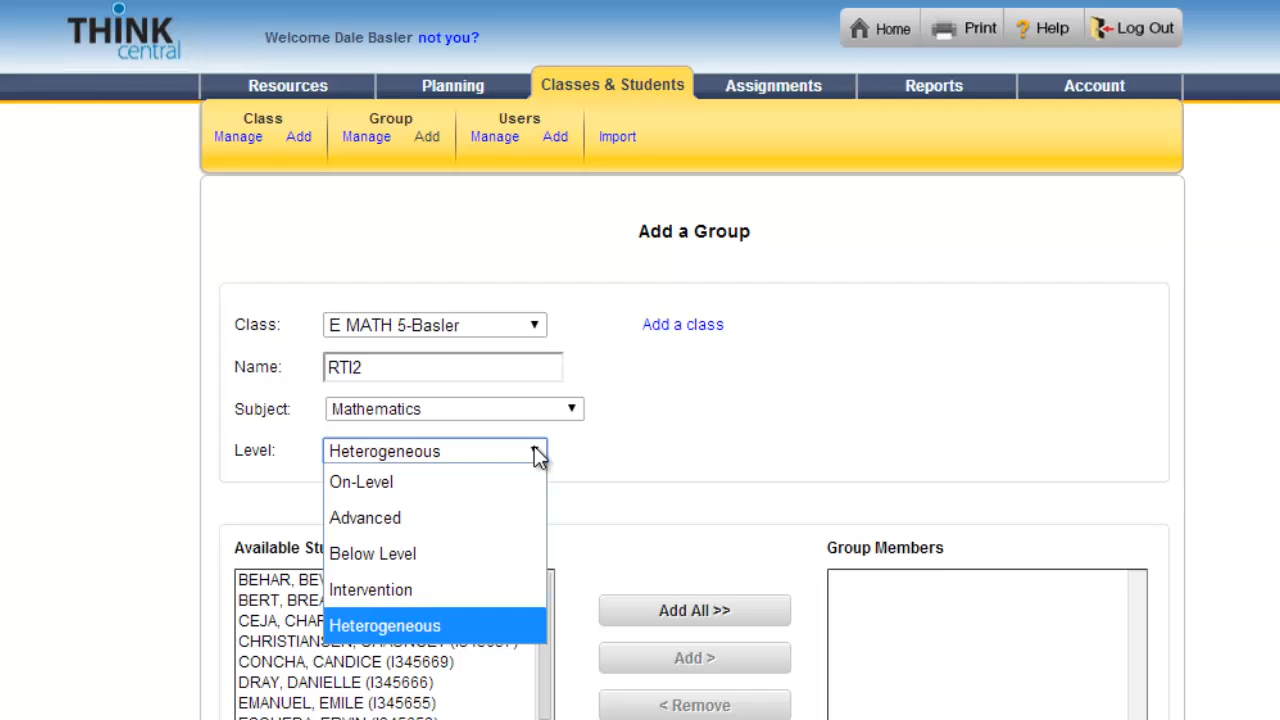 THINK
central
Welcome Dale Basler not you?
Home Print Help Log Out
Resources Planning Classes & Students Assignments Reports Account
Class Group Users
Manage Add Manage Add Manage Add Import
Add a Group
Class: E MATH 5-Basler Add a class
Name: RTI2
Subject: Mathematics
Level: Heterogeneous
On-Level
Advanced
Below Level
Intervention
Heterogeneous
Available Group Members
BEHAR,
BERT,
CEJA,
Add All >>
CONCHA, CANDICE (I345669)
Add >
DRAY, DANIELLE (I345666)
EMANUEL, EMILE (I345655)
< Remove